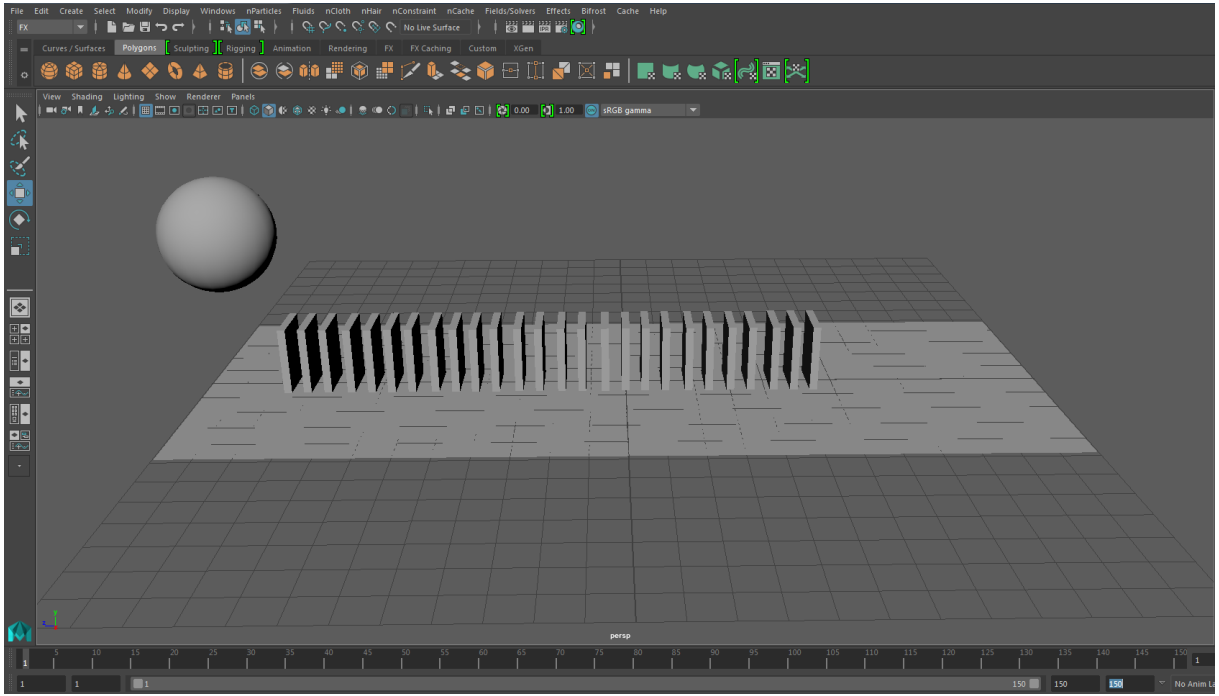 File Edit Create Select Modify Display Windows nParticles Fluids nCloth nHair nConstraint nCache Fields/Solvers Effects Bifrost Cache Help
FX No Live Surface
Curves / Surfaces Polygons Sculpting Rigging Animation Rendering FX FX Caching Custom XGen
View Shading Lighting Show Renderer Panels
0.00 1.00 sRGB gamma
y
z
persp
5 10 15 20 25 30 35 40 45 50 55 60 65 70 75 80 85 90 95 100 105 110 115 120 125 130 135 140 145 150
1 1
1 1 1 150 150 150 No Anim La